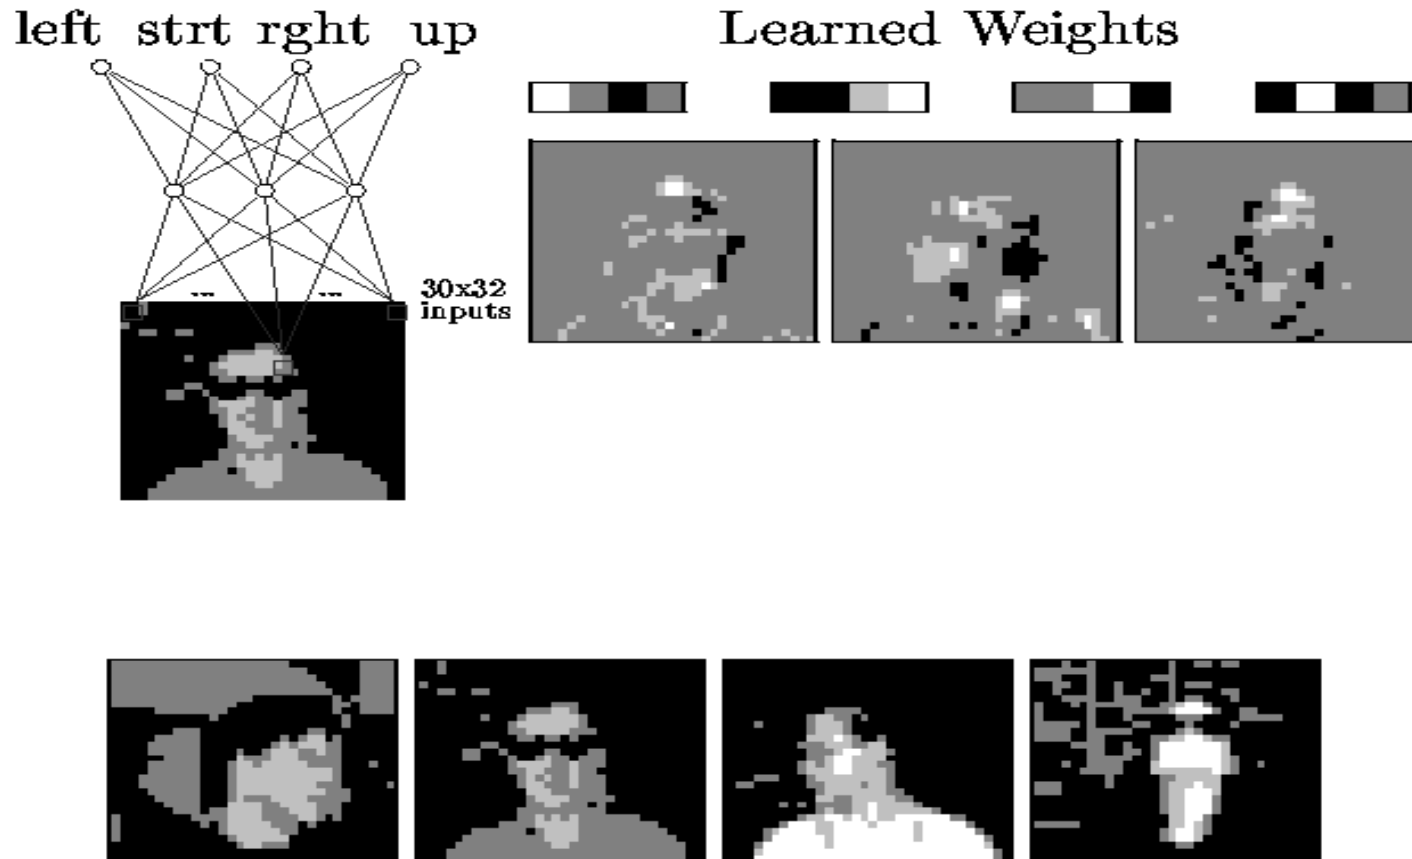 left strt rght up
Learned Weights
... ...
30x32
inputs